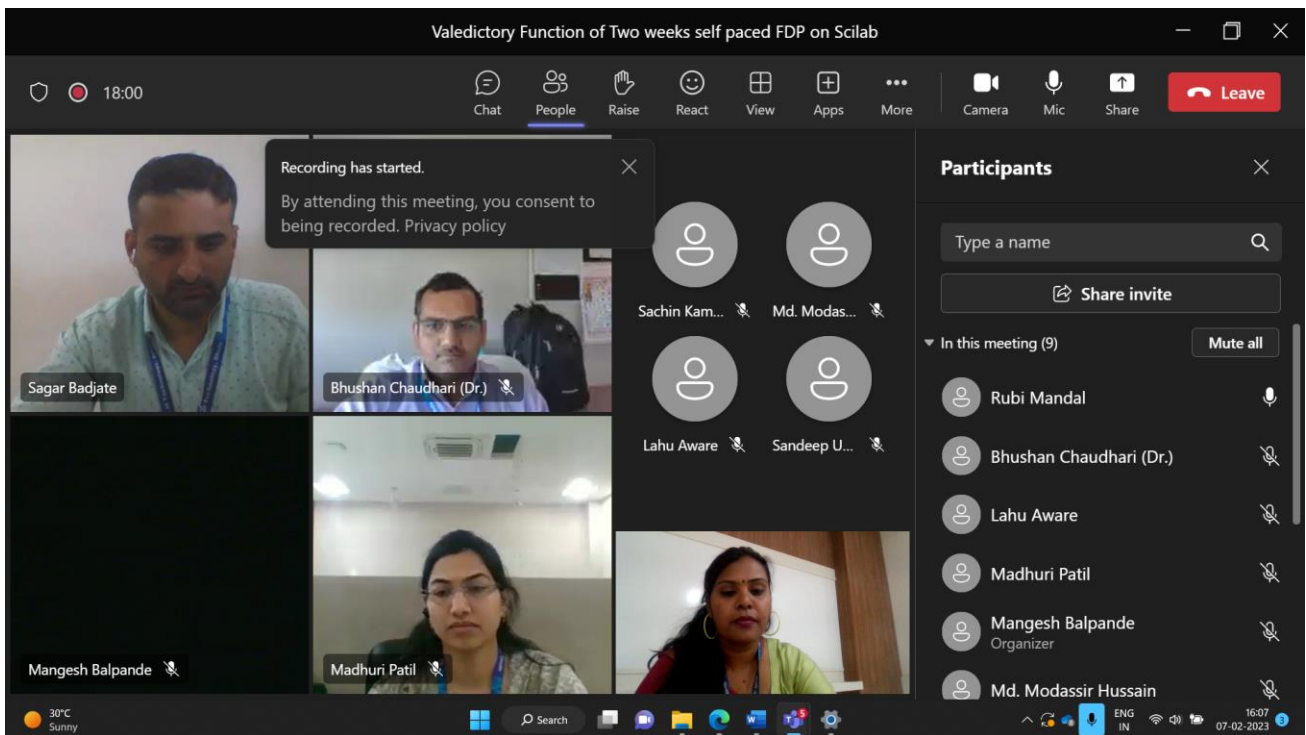 Valedictory Function of Two weeks self paced FDP on Scilab
18:00
Chat
People
Raise
React
View
Apps
More
Camera
Mic
Share
Leave
Recording has started.
By attending this meeting, you consent to
being recorded. Privacy policy
Sagar Badjate
Bhushan Chaudhari (Dr.)
Sachin Kam...
Md. Modas...
Lahu Aware
Sandeep U...
Mangesh Balpande
Madhuri Patil
Participants
Type a name
Share invite
In this meeting (9)
Mute all
Rubi Mandal
Bhushan Chaudhari (Dr.)
Lahu Aware
Madhuri Patil
Mangesh Balpande
Organizer
Md. Modassir Hussain
30°C
Sunny
Search
5
ENG
IN
16:07
07-02-2023
3